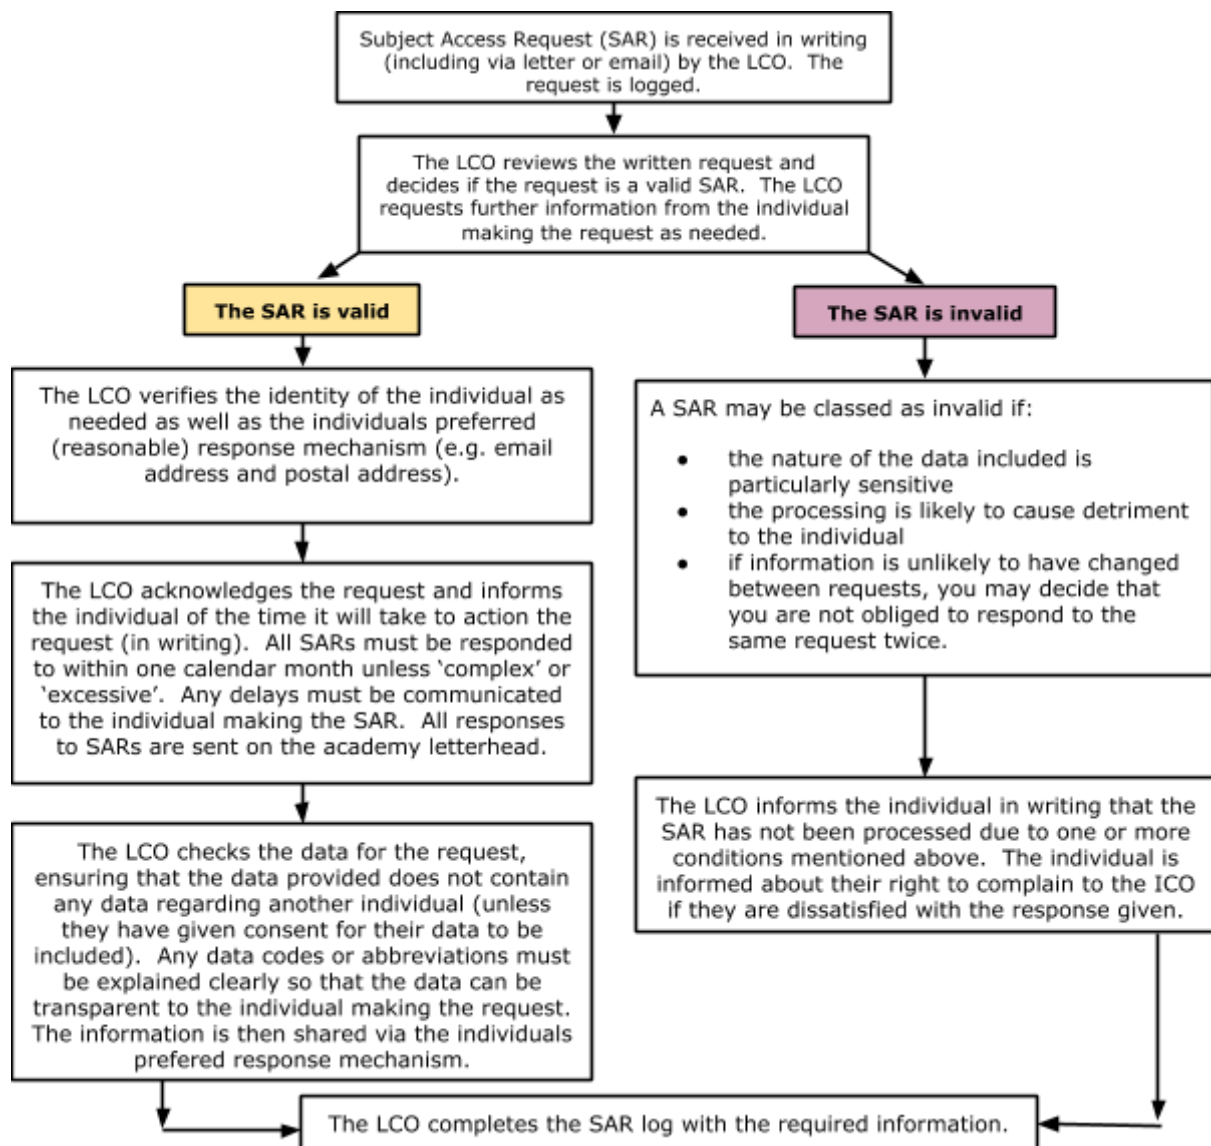 Subject Access Request (SAR) is received in writing
(including via letter or email) by the LCO.  The
request is logged.
The LCO reviews the written request and
decides if the request is a valid SAR.  The LCO
requests further information from the individual
making the request as needed.
The SAR is valid
The LCO verifies the identity of the individual as
needed as well as the individuals preferred
(reasonable) response mechanism (e.g. email
address and postal address).
The LCO acknowledges the request and informs
the individual of the time it will take to action the
request (in writing).  All SARs must be responded
to within one calendar month unless ‘complex’ or
‘excessive’.  Any delays must be communicated
to the individual making the SAR.  All responses
to SARs are sent on the academy letterhead.
The LCO checks the data for the request,
ensuring that the data provided does not contain
any data regarding another individual (unless
they have given consent for their data to be
included).  Any data codes or abbreviations must
be explained clearly so that the data can be
transparent to the individual making the request.
The information is then shared via the individuals
prefered response mechanism.
The SAR is invalid
A SAR may be classed as invalid if:
● the nature of the data included is
particularly sensitive
● the processing is likely to cause detriment
to the individual
● if information is unlikely to have changed
between requests, you may decide that
you are not obliged to respond to the
same request twice.
The LCO informs the individual in writing that the
SAR has not been processed due to one or more
conditions mentioned above.  The individual is
informed about their right to complain to the ICO
if they are dissatisfied with the response given.
The LCO completes the SAR log with the required information.